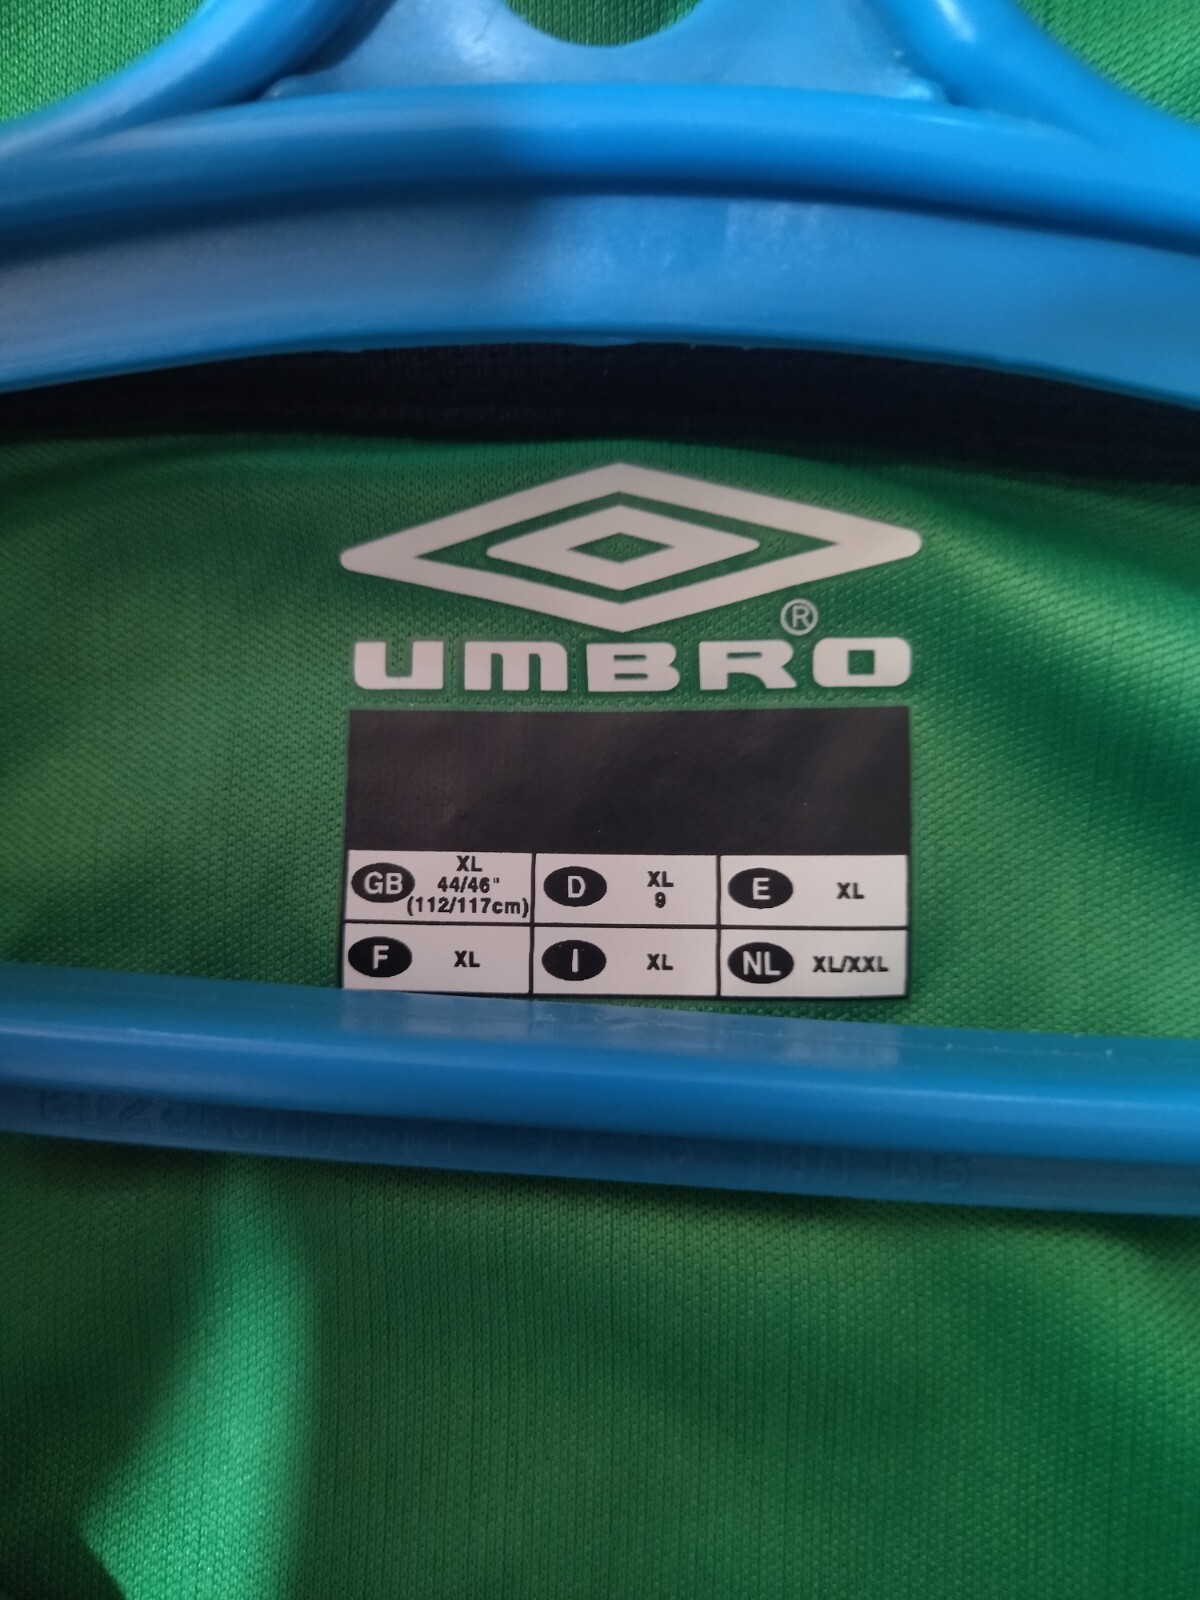 ®
UMBRO
GB XL 44/46" (112/117cm) D XL 9 E XL
F XL I XL NL XL/XXL